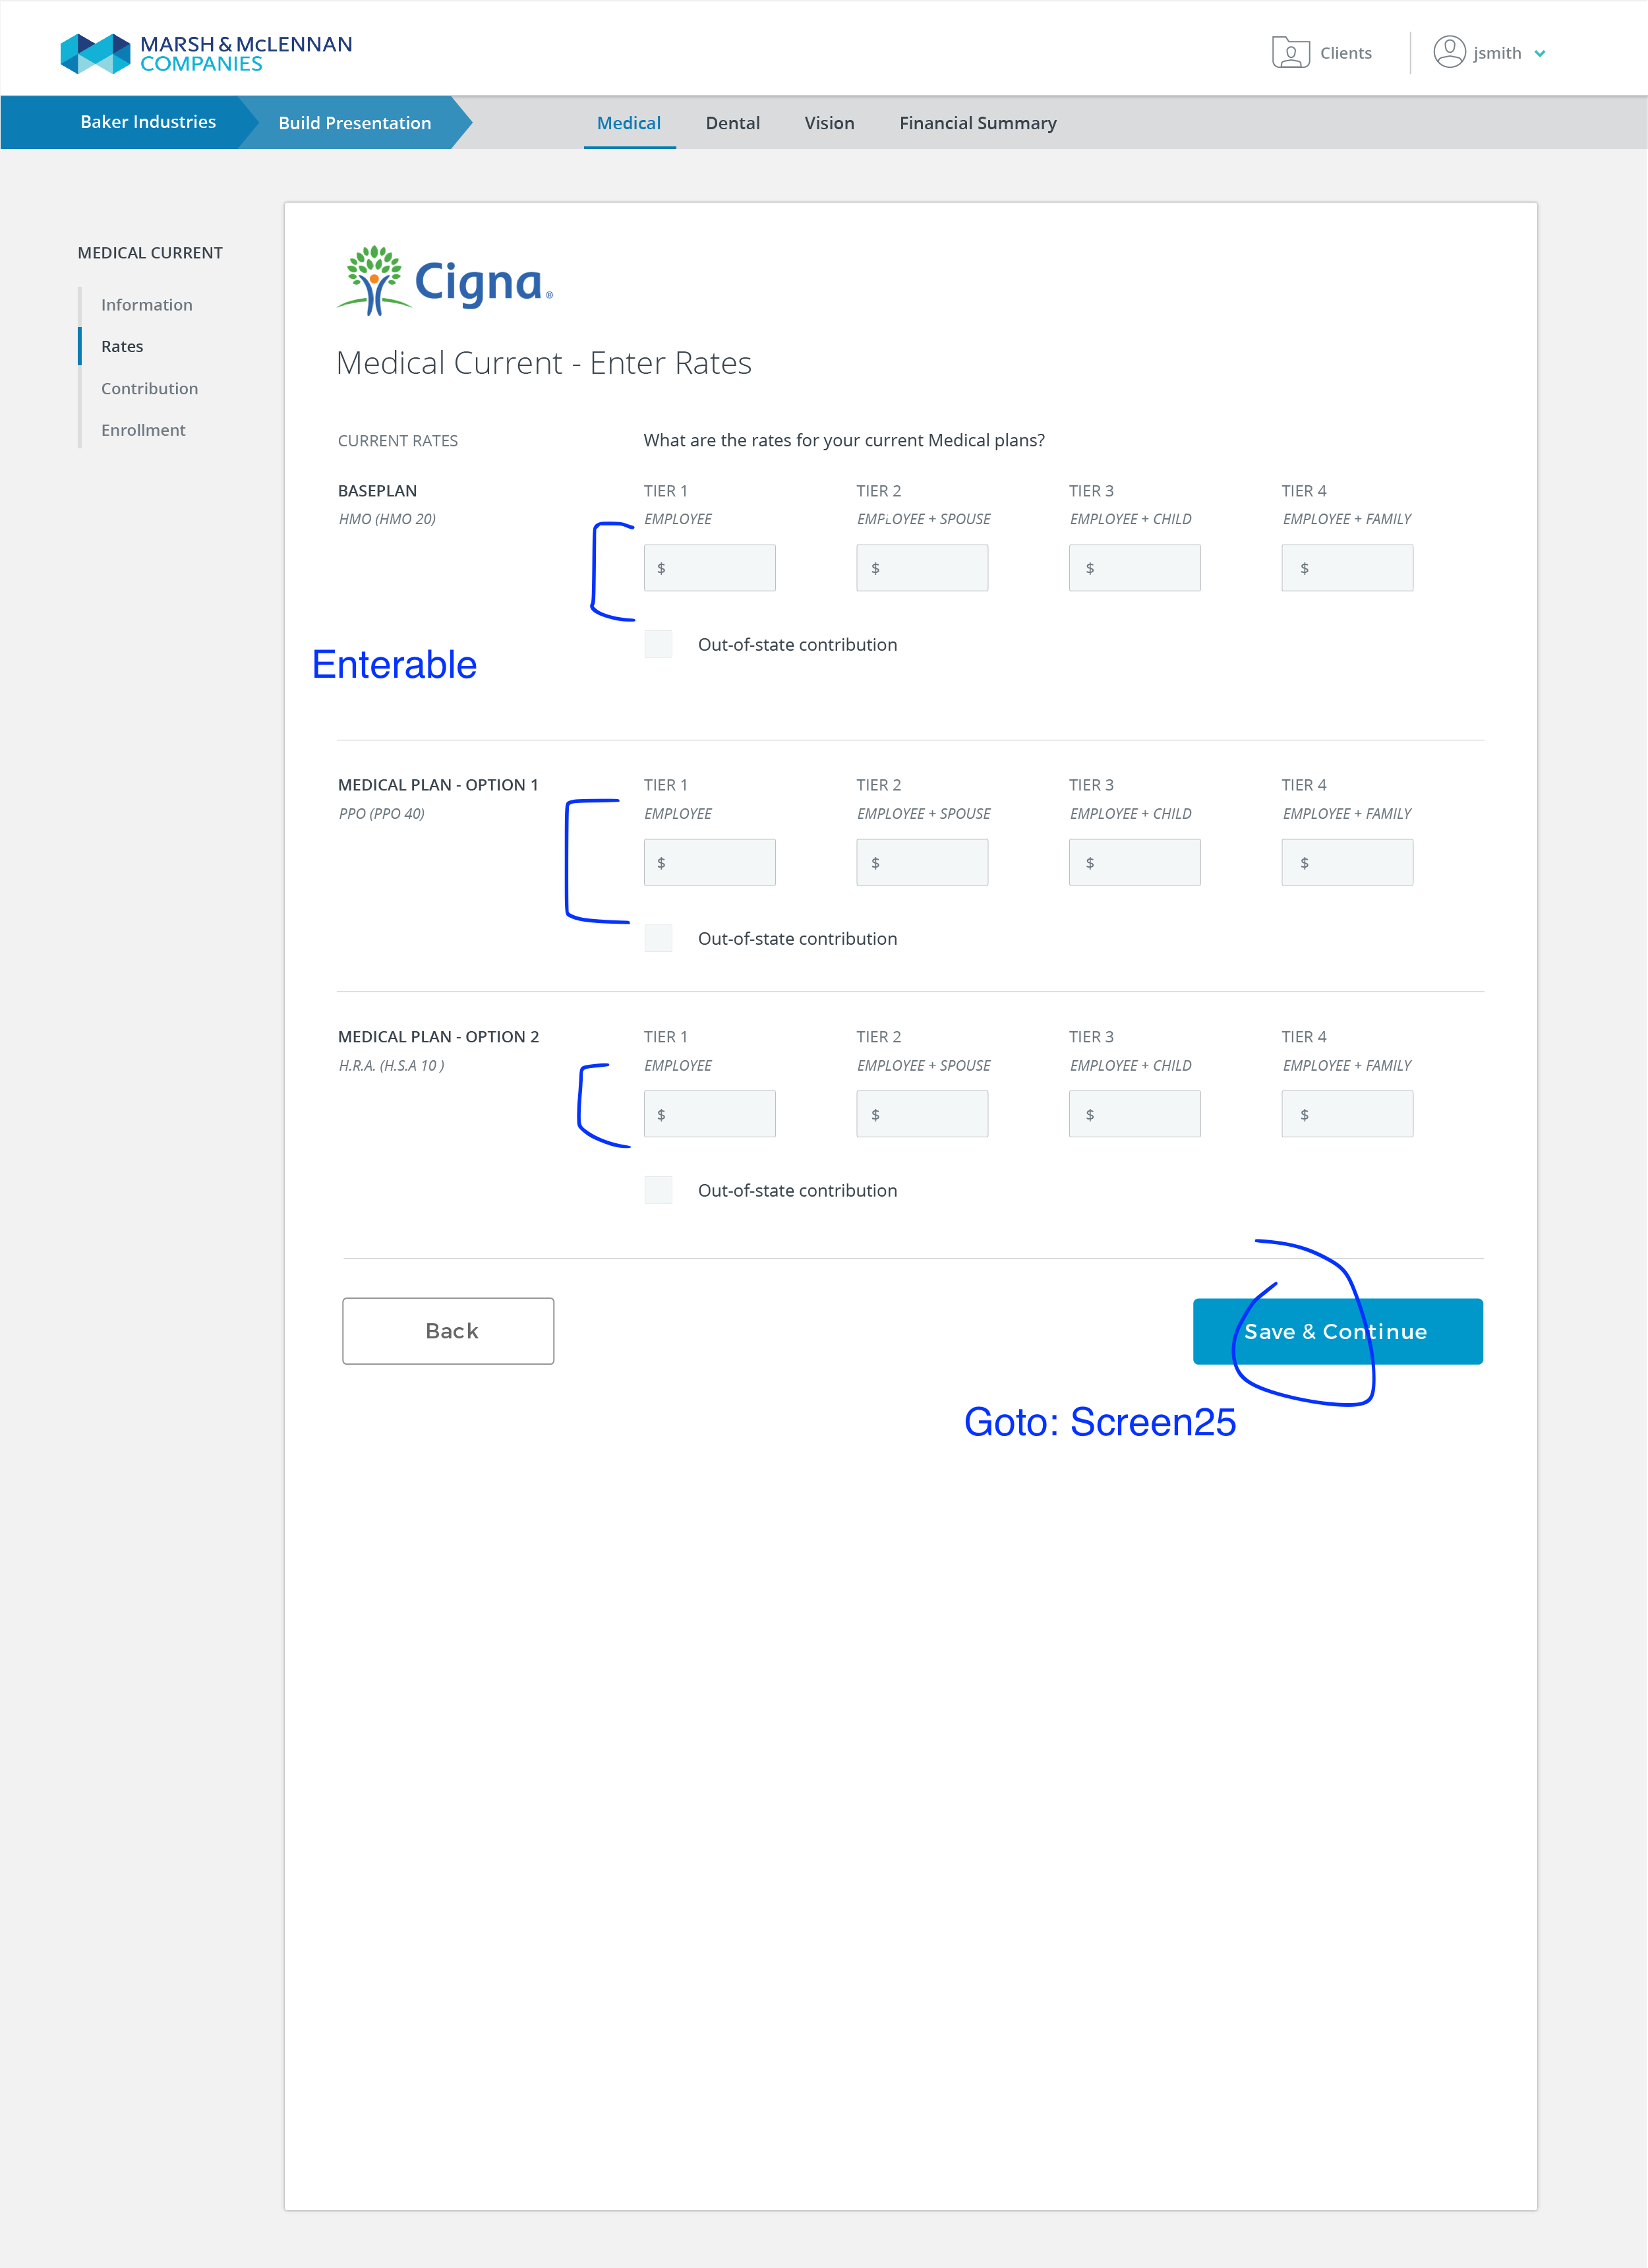 MARSH & MCLENNAN
COMPANIES
Clients
jsmith
Baker Industries
Build Presentation
Medical
Dental
Vision
Financial Summary
MEDICAL CURRENT
Information
Rates
Contribution
Enrollment
Cigna®
Medical Current - Enter Rates
CURRENT RATES
What are the rates for your current Medical plans?
BASEPLAN
HMO (HMO 20)
TIER 1
TIER 2
TIER 3
TIER 4
EMPLOYEE
EMPLOYEE + SPOUSE
EMPLOYEE + CHILD
EMPLOYEE + FAMILY
$
$
$
$
Out-of-state contribution
Enterable
MEDICAL PLAN - OPTION 1
PPO (PPO 40)
TIER 1
TIER 2
TIER 3
TIER 4
EMPLOYEE
EMPLOYEE + SPOUSE
EMPLOYEE + CHILD
EMPLOYEE + FAMILY
$
$
$
$
Out-of-state contribution
MEDICAL PLAN - OPTION 2
H.R.A. (H.S.A 10 )
TIER 1
TIER 2
TIER 3
TIER 4
EMPLOYEE
EMPLOYEE + SPOUSE
EMPLOYEE + CHILD
EMPLOYEE + FAMILY
$
$
$
$
Out-of-state contribution
Back
Save & Continue
Goto: Screen25